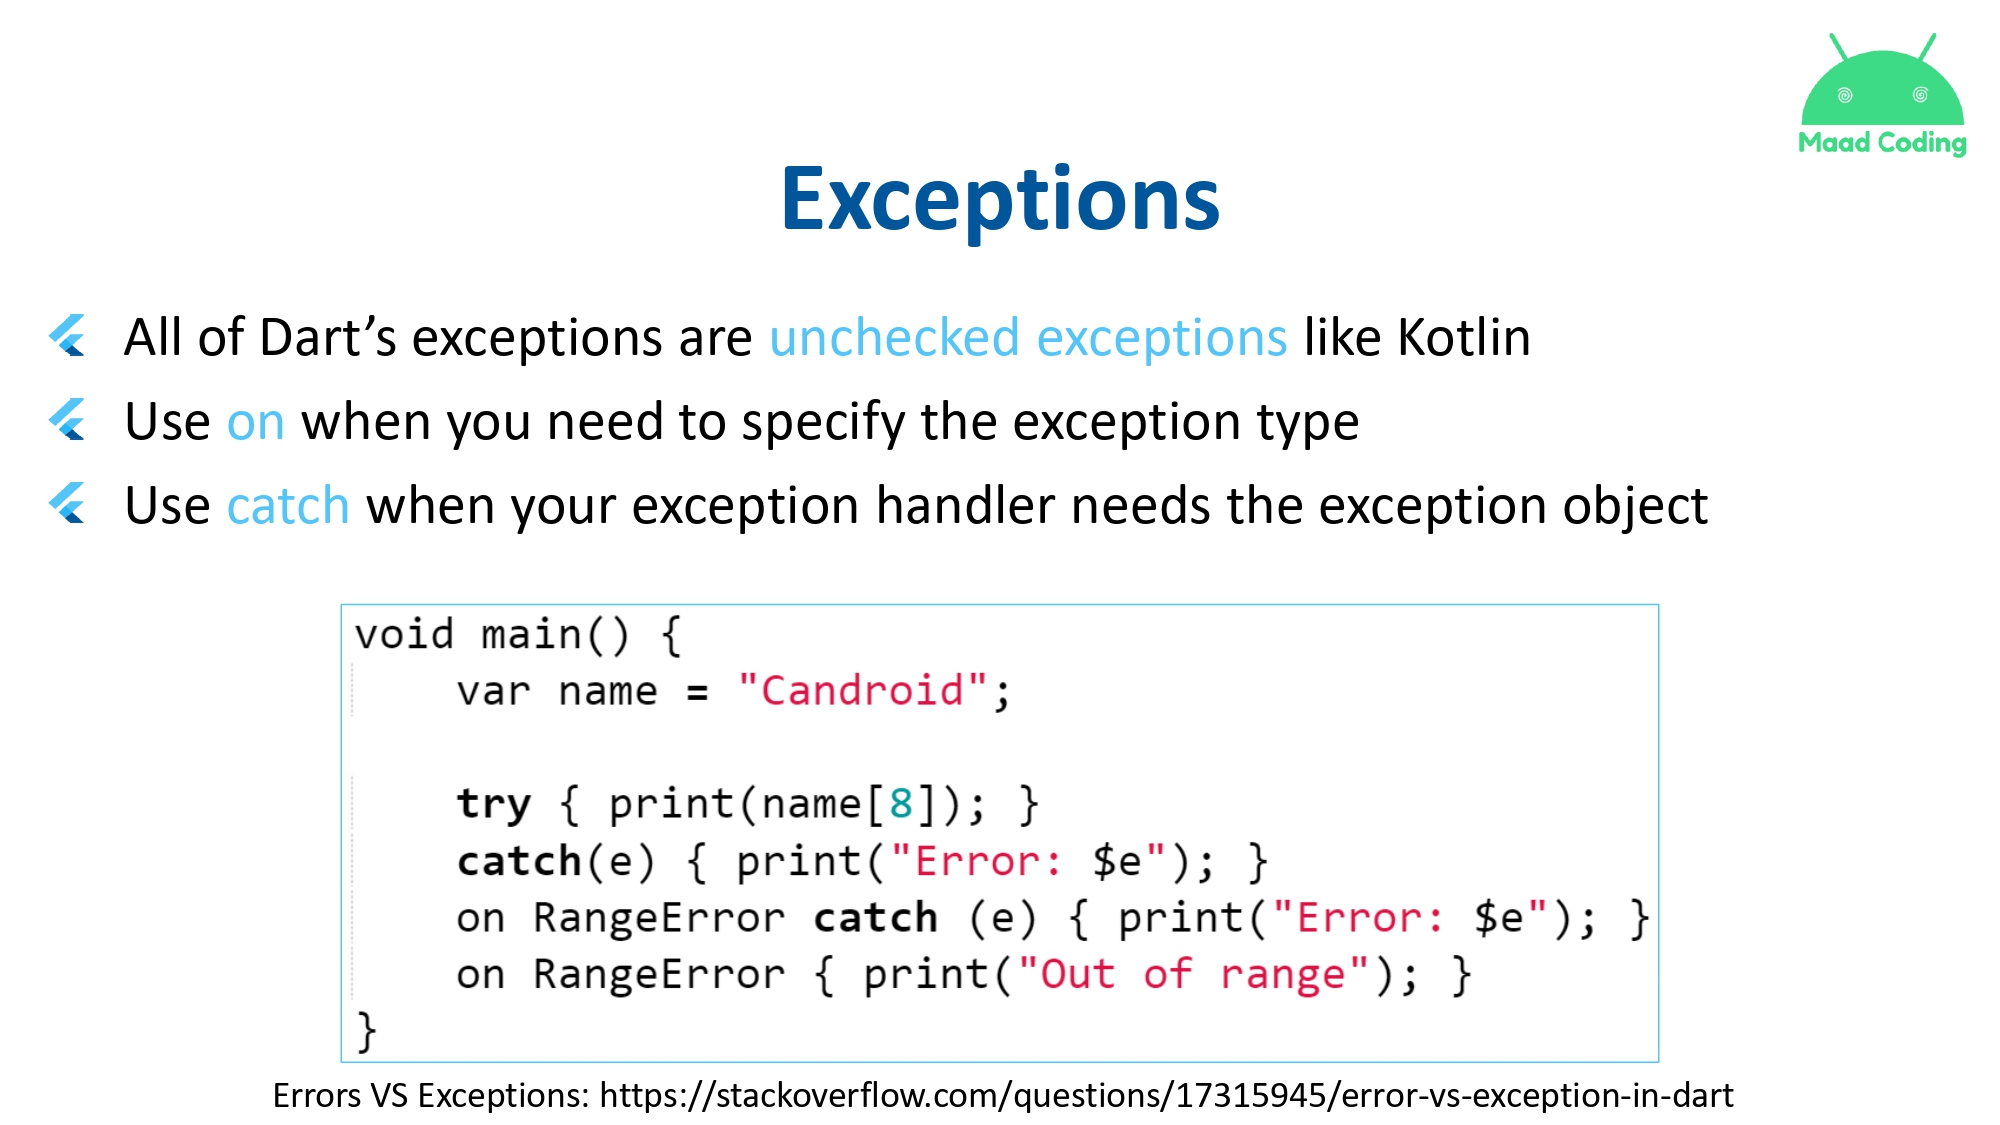 Maad Coding
Exceptions
All of Dart’s exceptions are unchecked exceptions like Kotlin
Use on when you need to specify the exception type
Use catch when your exception handler needs the exception object
void main() {
    var name = "Candroid";

    try { print(name[8]); }
    catch(e) { print("Error: $e"); }
    on RangeError catch (e) { print("Error: $e"); }
    on RangeError { print("Out of range"); }
}
Errors VS Exceptions: https://stackoverflow.com/questions/17315945/error-vs-exception-in-dart